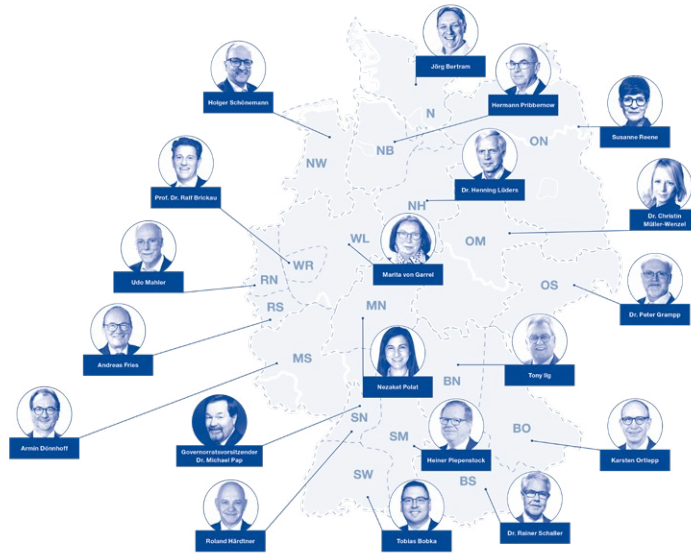 Jörg Bertram
Holger Schönemann
Hermann Pribbernow
N
Susanne Reene
NB
ON
NW
Dr. Henning Lüders
Prof. Dr. Ralf Brickau
NH
Dr. Christin
Müller-Wenzel
WL
OM
Marita von Garrel
WR
Udo Mahler
RN
OS
RS
MN
Dr. Peter Grampp
Andreas Fries
MS
Tony Ilg
BN
Nezaket Polat
SN
BO
Armin Dönnhoff
Governorratsvorsitzender
Dr. Michael Pap
SM
Heiner Piepenstock
Karsten Ortlepp
SW
BS
Roland Härdtner
Tobias Bobka
Dr. Rainer Schaller